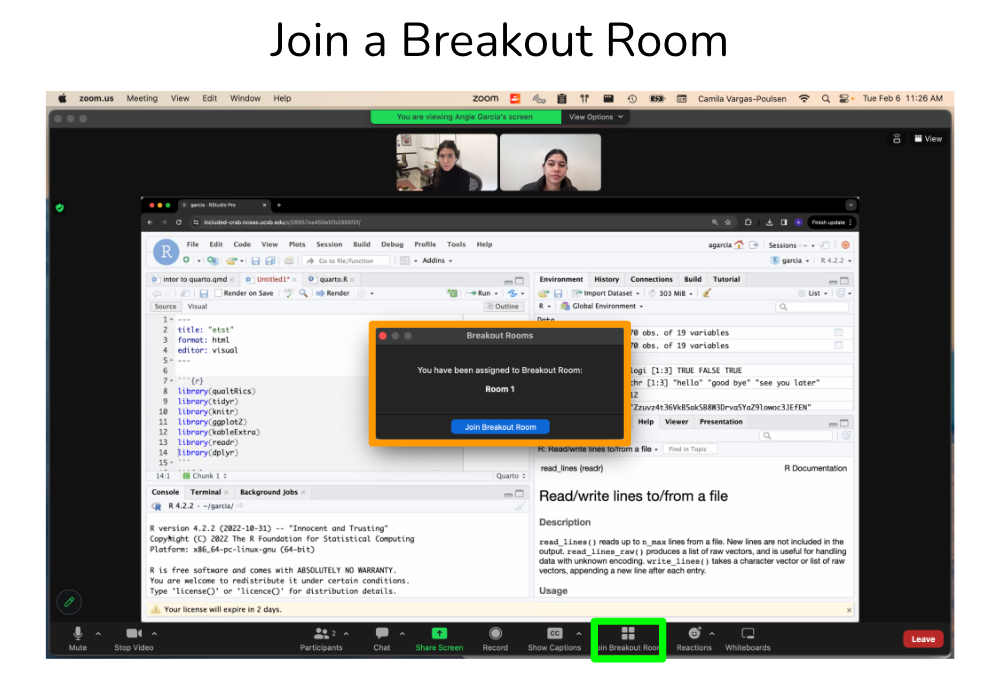 Join a Breakout Room
zoom.us Meeting View Edit Window Help
zoom
Camila Vargas-Poulsen
Tue Feb 6 11:26 AM
You are viewing Angie Garcia's screen
View Options
View
garcia - RStudio Pro
included-crab.nceas.ucsb.edu
Finish update
File Edit Code View Plots Session Build Debug Profile Tools Help
agarcia
Sessions
Go to file/function
Addins
garcia
R 4.2.2
intor to quarto.qmd
Untitled1*
quarto.R
Render on Save
Render
Run
Source Visual
Outline
1 ---
2 title: "etst"
3 format: html
4 editor: visual
5 ---
6
7 ```{r}
8 library(qualtRics)
9 library(tidyr)
10 library(knitr)
11 library(ggplot2)
12 library(kableExtra)
13 library(readr)
14 library(dplyr)
15 ```
14:1 Chunk 1
Quarto
Environment History Connections Build Tutorial
Import Dataset
303 MiB
List
R
Global Environment
Data
70 obs. of 19 variables
70 obs. of 19 variables
logi [1:3] TRUE FALSE TRUE
chr [1:3] "hello" "good bye" "see you later"
12
Breakout Rooms
You have been assigned to Breakout Room:
Room 1
Join Breakout Room
Help Viewer Presentation
R: Read/write lines to/from a file
Find in Topic
read_lines {readr}
R Documentation
Read/write lines to/from a file
Description
read_lines() reads up to n_max lines from a file. New lines are not included in the
output. read_lines_raw() produces a list of raw vectors, and is useful for handling
data with unknown encoding. write_lines() takes a character vector or list of raw
vectors, appending a new line after each entry.
Usage
Console Terminal Background Jobs
R 4.2.2 · ~/garcia/
R version 4.2.2 (2022-10-31) -- "Innocent and Trusting"
Copyright (C) 2022 The R Foundation for Statistical Computing
Platform: x86_64-pc-linux-gnu (64-bit)
R is free software and comes with ABSOLUTELY NO WARRANTY.
You are welcome to redistribute it under certain conditions.
Type 'license()' or 'licence()' for distribution details.
Your license will expire in 2 days.
Mute
Stop Video
2
Participants
Chat
Share Screen
Record
CC
Show Captions
Join Breakout Room
Reactions
Whiteboards
Leave